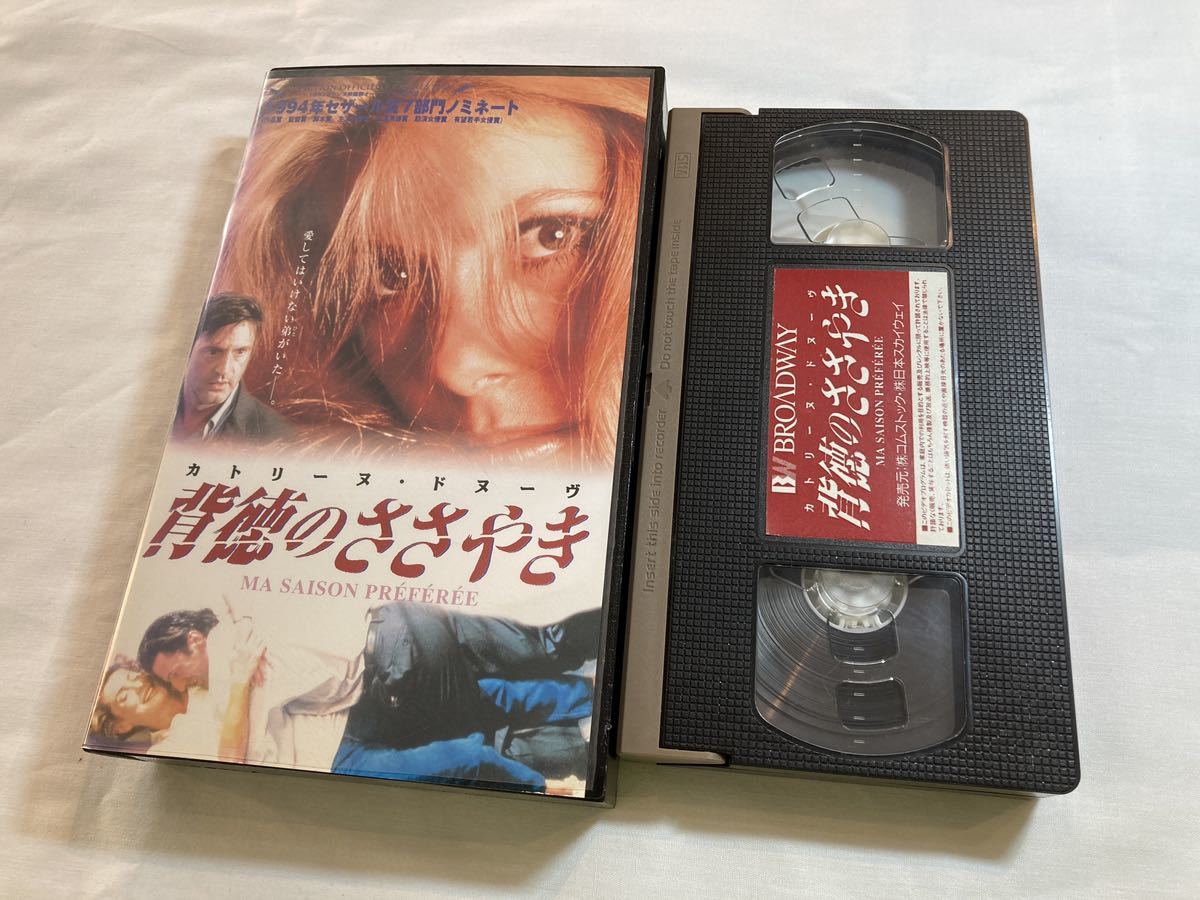 1994年セザール賞7部門ノミネート
愛してはいけない弟がいた…。
カトリーヌ・ドヌーヴ
背徳のささやき
MA SAISON PRÉFÉRÉE
VHS
Do not touch the tape inside
Insert this side into recorder
BW BROADWAY
カトリーヌ・ドヌーヴ
背徳のささやき
MA SAISON PRÉFÉRÉE
発売元:㈱コムストック・㈱日本スカイウェイ